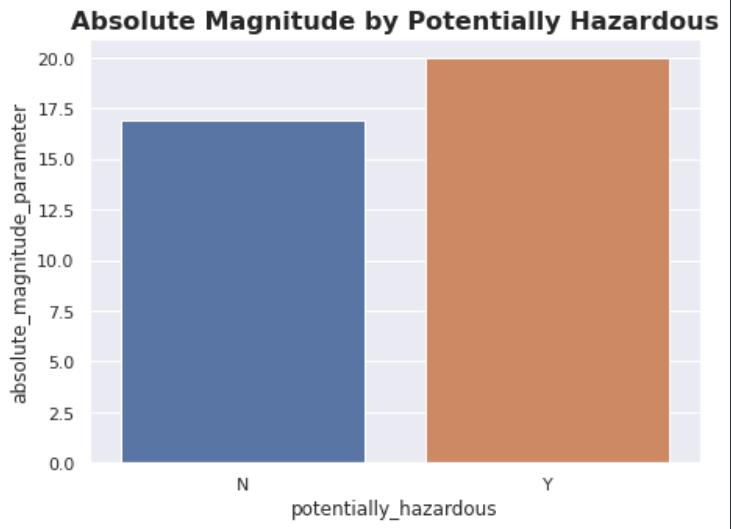 Absolute Magnitude by Potentially Hazardous
absolute_magnitude_parameter
20.0
17.5
15.0
12.5
10.0
7.5
5.0
2.5
0.0
N Y
potentially_hazardous